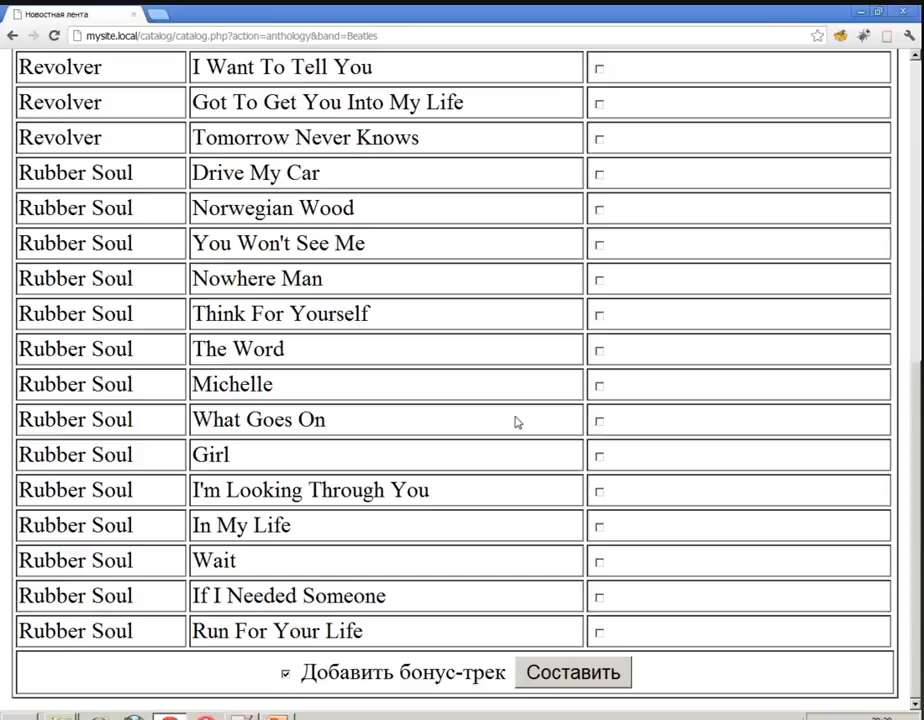 Новостная лента
mysite.local/catalog/catalog.php?action=anthology&band=Beatles
Revolver I Want To Tell You
Revolver Got To Get You Into My Life
Revolver Tomorrow Never Knows
Rubber Soul Drive My Car
Rubber Soul Norwegian Wood
Rubber Soul You Won't See Me
Rubber Soul Nowhere Man
Rubber Soul Think For Yourself
Rubber Soul The Word
Rubber Soul Michelle
Rubber Soul What Goes On
Rubber Soul Girl
Rubber Soul I'm Looking Through You
Rubber Soul In My Life
Rubber Soul Wait
Rubber Soul If I Needed Someone
Rubber Soul Run For Your Life
Добавить бонус-трек Составить